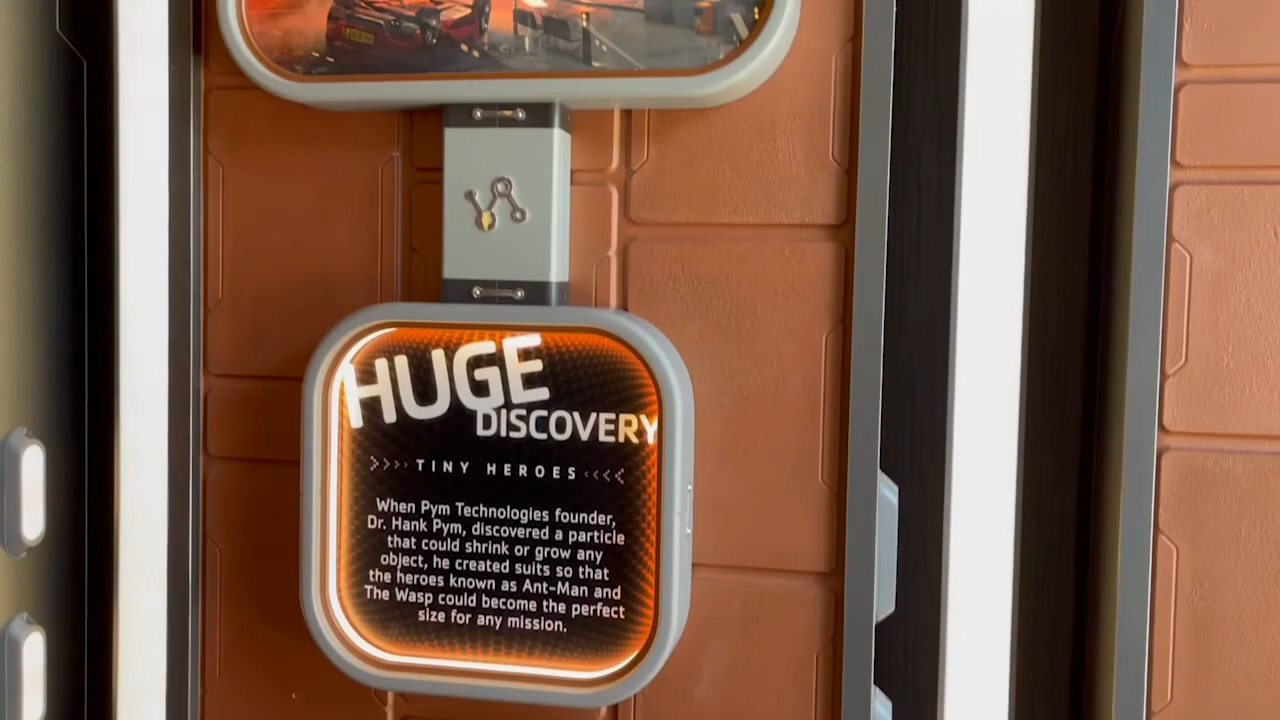 HUGE
DISCOVERY
TINY HEROES
When Pym Technologies founder,
Dr. Hank Pym, discovered a particle
that could shrink or grow any
object, he created suits so that
the heroes known as Ant-Man and
The Wasp could become the perfect
size for any mission.